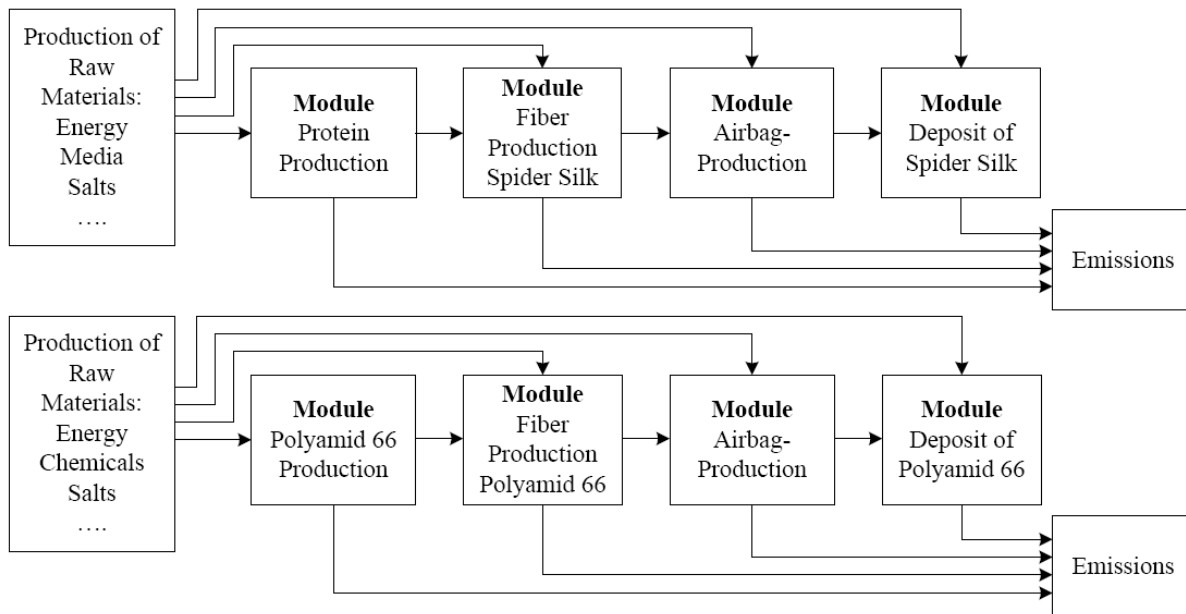 Production of
Raw
Materials:
Energy
Media
Salts
….
Module
Protein
Production
Module
Fiber
Production
Spider Silk
Module
Airbag-
Production
Module
Deposit of
Spider Silk
Emissions
Production of
Raw
Materials:
Energy
Chemicals
Salts
….
Module
Polyamid 66
Production
Module
Fiber
Production
Polyamid 66
Module
Airbag-
Production
Module
Deposit of
Polyamid 66
Emissions